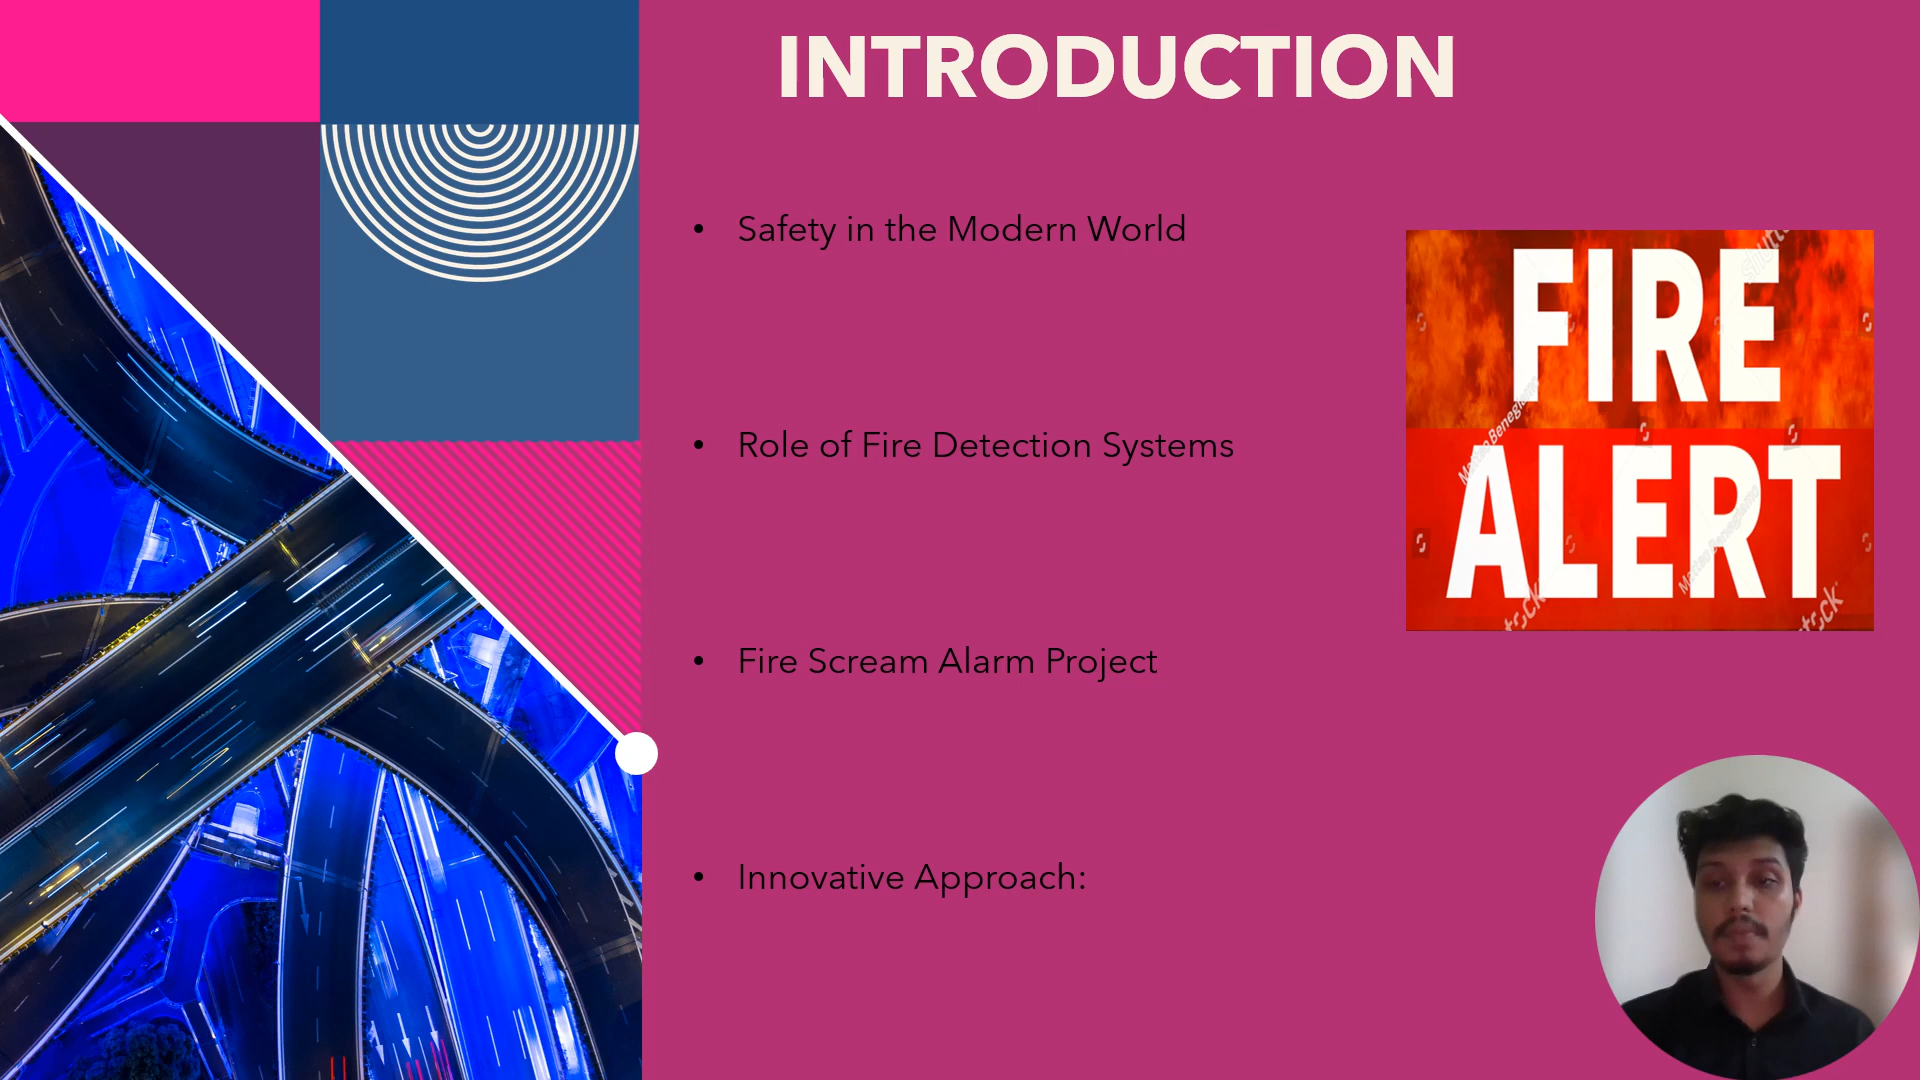 INTRODUCTION
• Safety in the Modern World
• Role of Fire Detection Systems
• Fire Scream Alarm Project
• Innovative Approach:
FIRE
ALERT